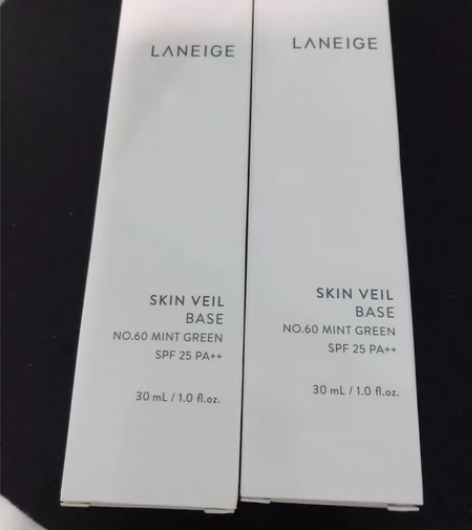 LANEIGE
SKIN VEIL
BASE
NO.60 MINT GREEN
SPF 25 PA++
30 mL / 1.0 fl.oz.
LANEIGE
SKIN VEIL
BASE
NO.60 MINT GREEN
SPF 25 PA++
30 mL / 1.0 fl.oz.